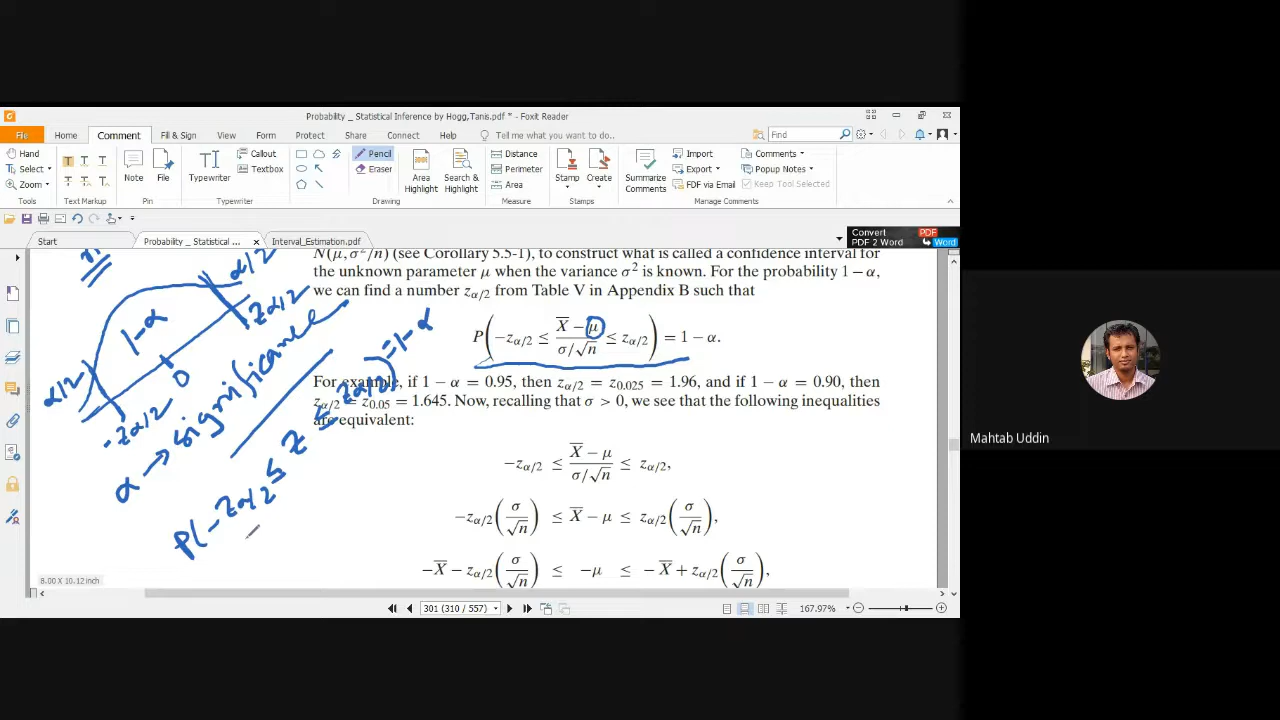 Probability _ Statistical Inference by Hogg,Tanis.pdf * - Foxit Reader
File Home Comment Fill & Sign View Form Protect Share Connect Help Tell me what you want to do.. Find
Hand
Select
Zoom
Tools
Text Markup
Note
File
Pin
Typewriter
Callout
Textbox
Typewriter
Pencil
Eraser
Drawing
Area Highlight
Search & Highlight
Distance
Perimeter
Area
Measure
Stamp
Create
Stamps
Summarize Comments
Import
Export
FDF via Email
Comments
Popup Notes
Keep Tool Selected
Manage Comments
Start Probability _ Statistical ... Interval_Estimation.pdf
Convert PDF
PDF 2 Word Word
N(μ, σ²/n) (see Corollary 5.5-1), to construct what is called a confidence interval for
the unknown parameter μ when the variance σ² is known. For the probability 1 − α,
we can find a number z_{α/2} from Table V in Appendix B such that
P(−z_{α/2} ≤ (X̄ − μ)/(σ/√n) ≤ z_{α/2}) = 1 − α.
For example, if 1 − α = 0.95, then z_{α/2} = z_{0.025} = 1.96, and if 1 − α = 0.90, then
z_{α/2} = z_{0.05} = 1.645. Now, recalling that σ > 0, we see that the following inequalities
are equivalent:
−z_{α/2} ≤ (X̄ − μ)/(σ/√n) ≤ z_{α/2},
−z_{α/2}(σ/√n) ≤ X̄ − μ ≤ z_{α/2}(σ/√n),
−X̄ − z_{α/2}(σ/√n) ≤ −μ ≤ −X̄ + z_{α/2}(σ/√n),
α/2
zα/2
1-α
0
α/2
-zα/2
α → significance
P(-zα/2 ≤ z ≤ zα/2) = 1-α
8.00 X 10.12 inch
301 (310 / 557)
167.97%
Mahtab Uddin